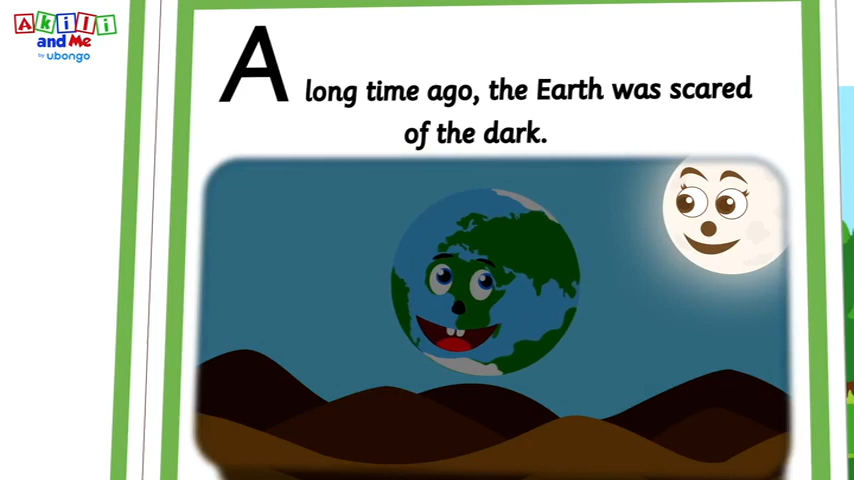 Akili
and Me
by ubongo
A long time ago, the Earth was scared
of the dark.